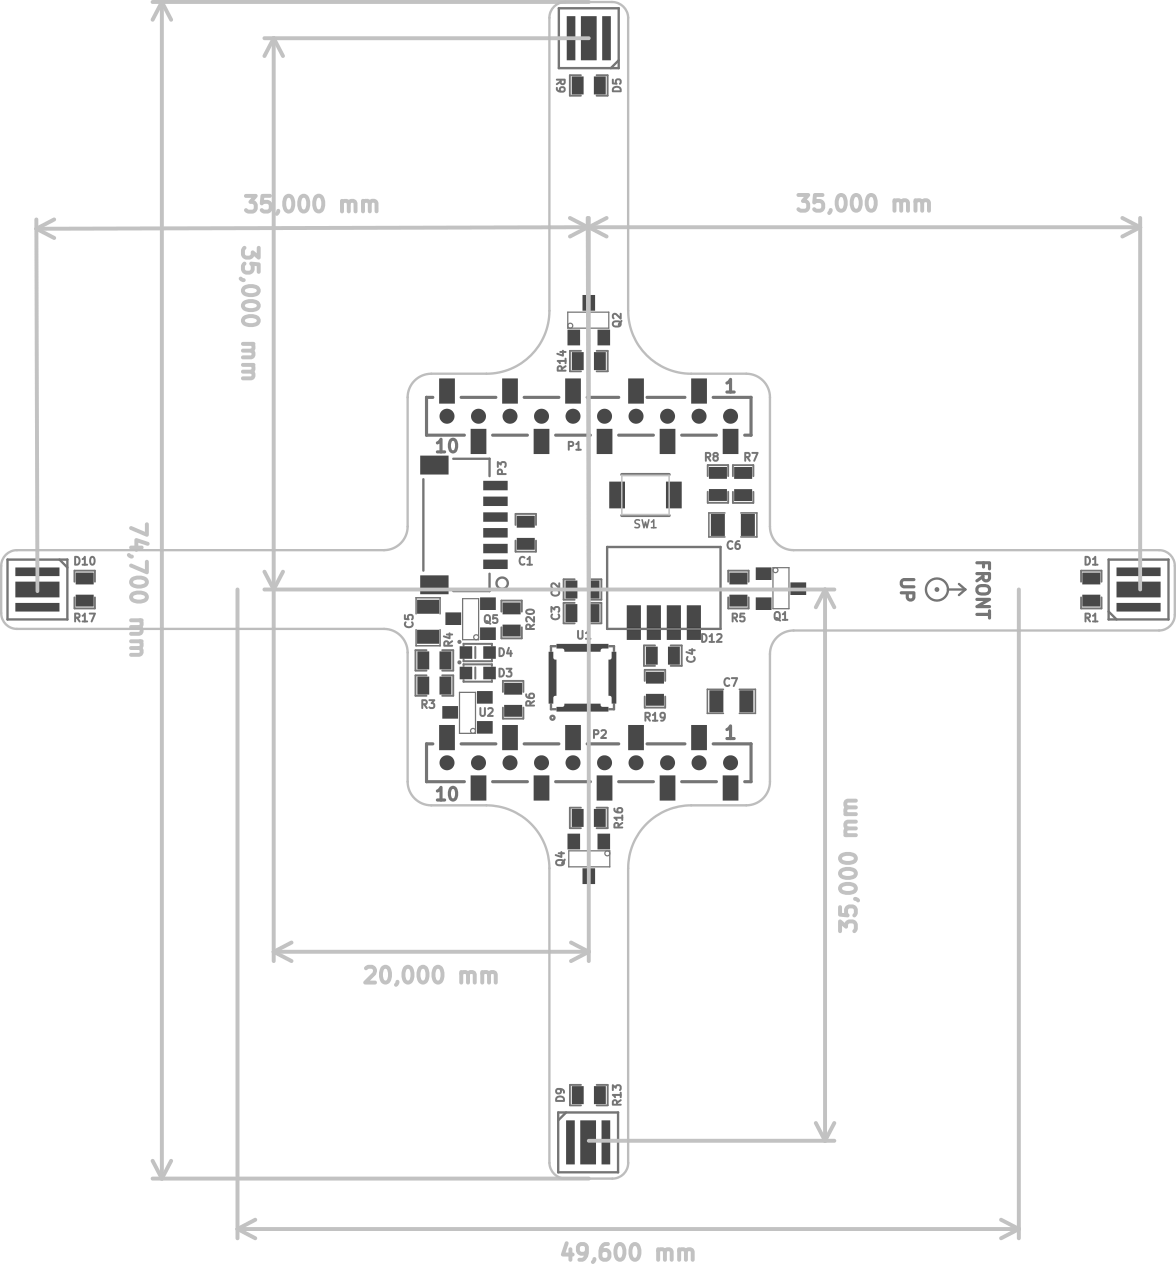 R9
D5
35,000 mm
35,000 mm
35,000 mm
Q2
R14
1
10
P1
P3
R8
R7
SW1
C6
C1
74,700 mm
D10
R17
C2
C3
FRONT
UP
D1
R1
R5
Q1
C5
R4
Q5
R20
U1
D12
D4
D3
C4
R3
U2
R6
R19
C7
P2
1
10
R16
Q4
35,000 mm
20,000 mm
D9
R13
49,600 mm